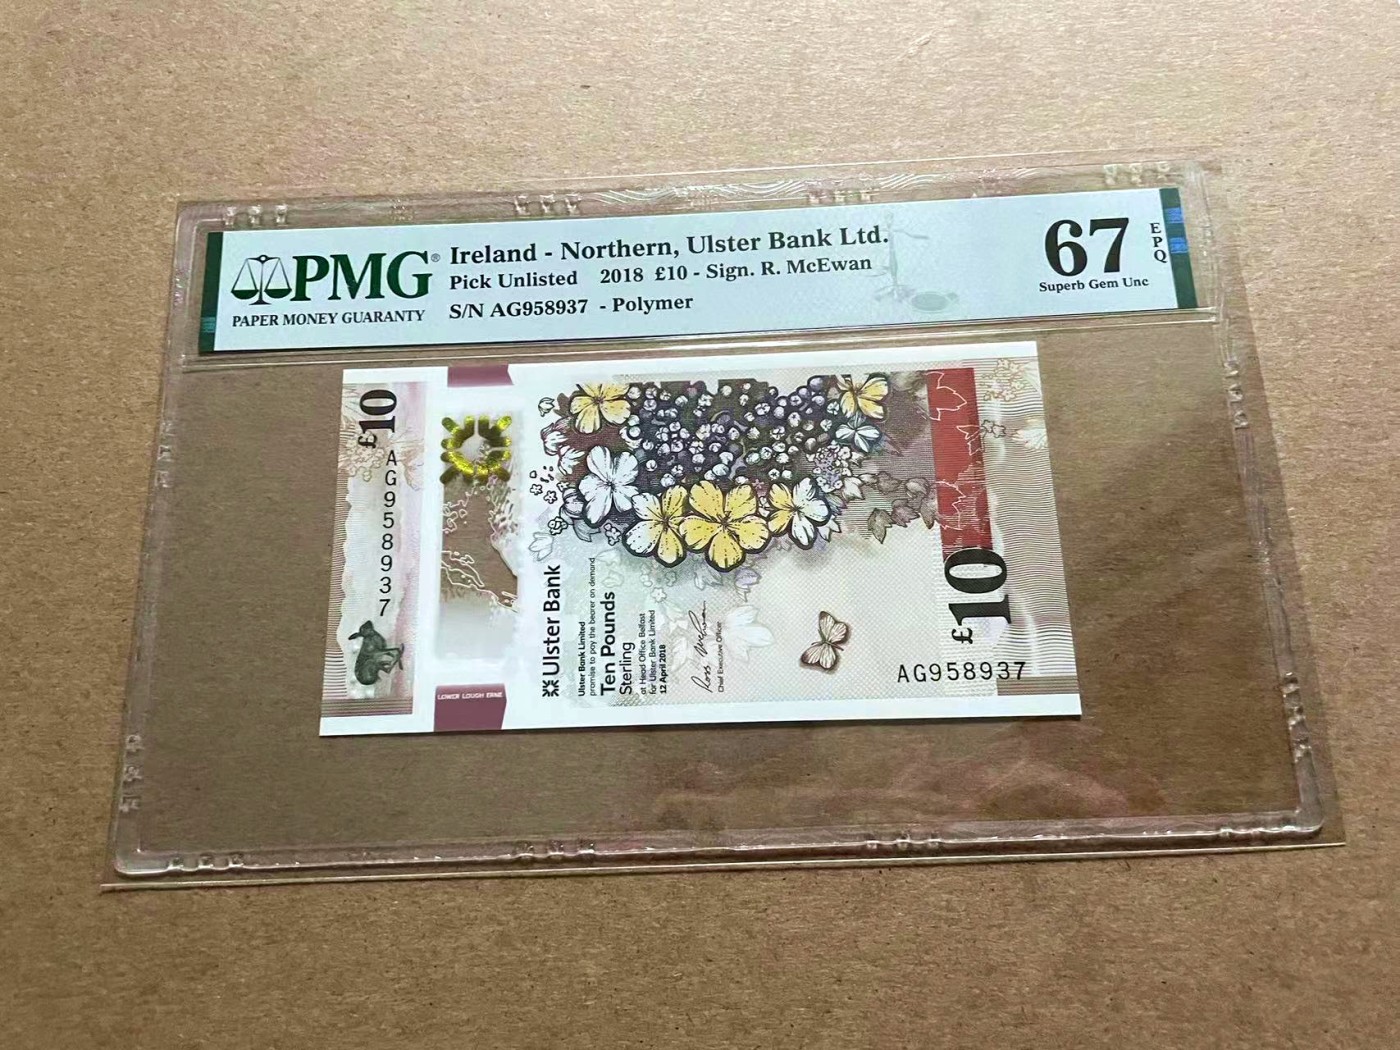 PMG®
PAPER MONEY GUARANTY
Ireland - Northern, Ulster Bank Ltd.
Pick Unlisted 2018 £10 - Sign. R. McEwan
S/N AG958937 - Polymer
67
EPQ
Superb Gem Unc
£10
AG958937
LOWER LOUGH ERNE
Ulster Bank
Ulster Bank Limited
promise to pay the bearer on demand
Ten Pounds
Sterling
at Head Office Belfast
for Ulster Bank Limited
12 April 2018
Ross McEwan
Chief Executive Officer
£10
AG958937